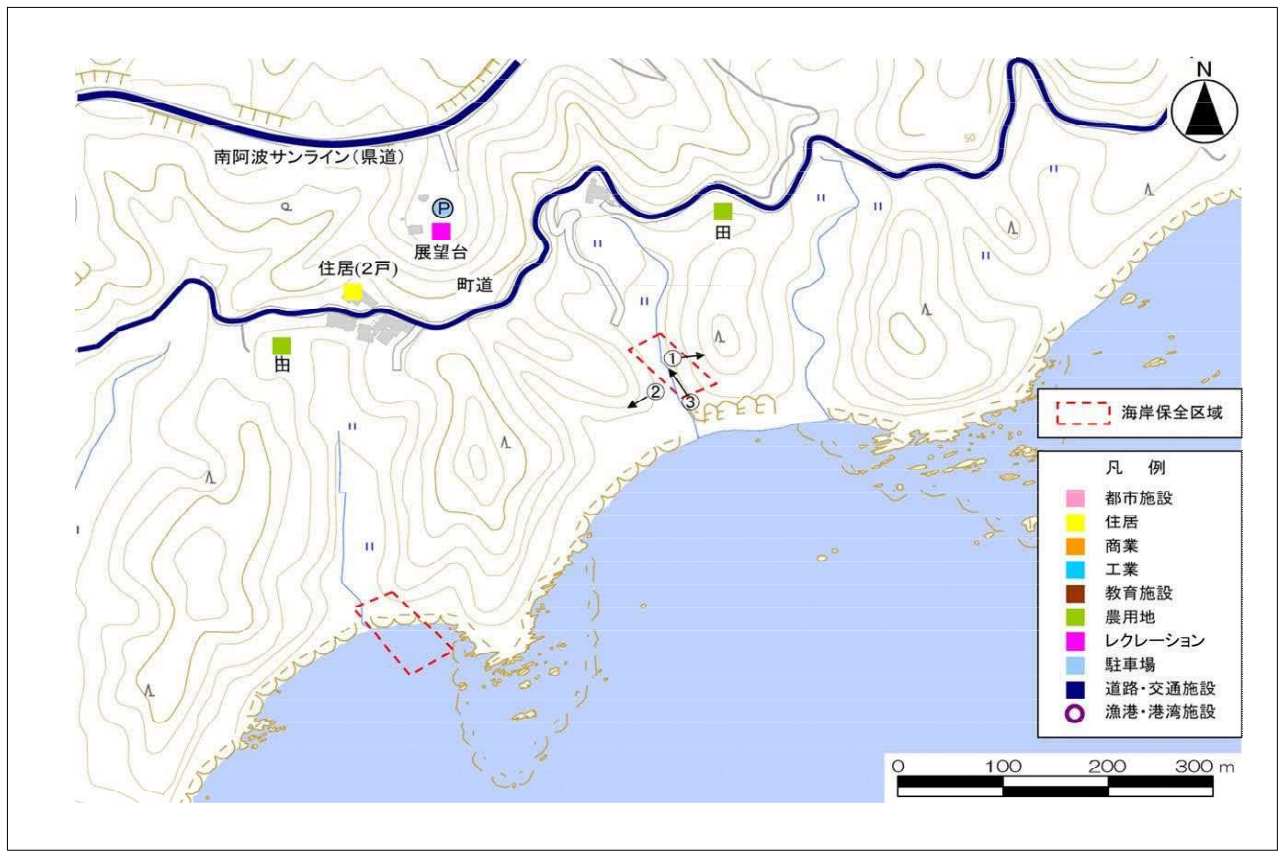 N
50
南阿波サンライン(県道)
P
展望台
田
住居(2戸)
町道
田
①
②
③
海岸保全区域
凡 例
都市施設
住居
商業
工業
教育施設
農用地
レクレーション
駐車場
道路・交通施設
漁港・港湾施設
0 100 200 300 m